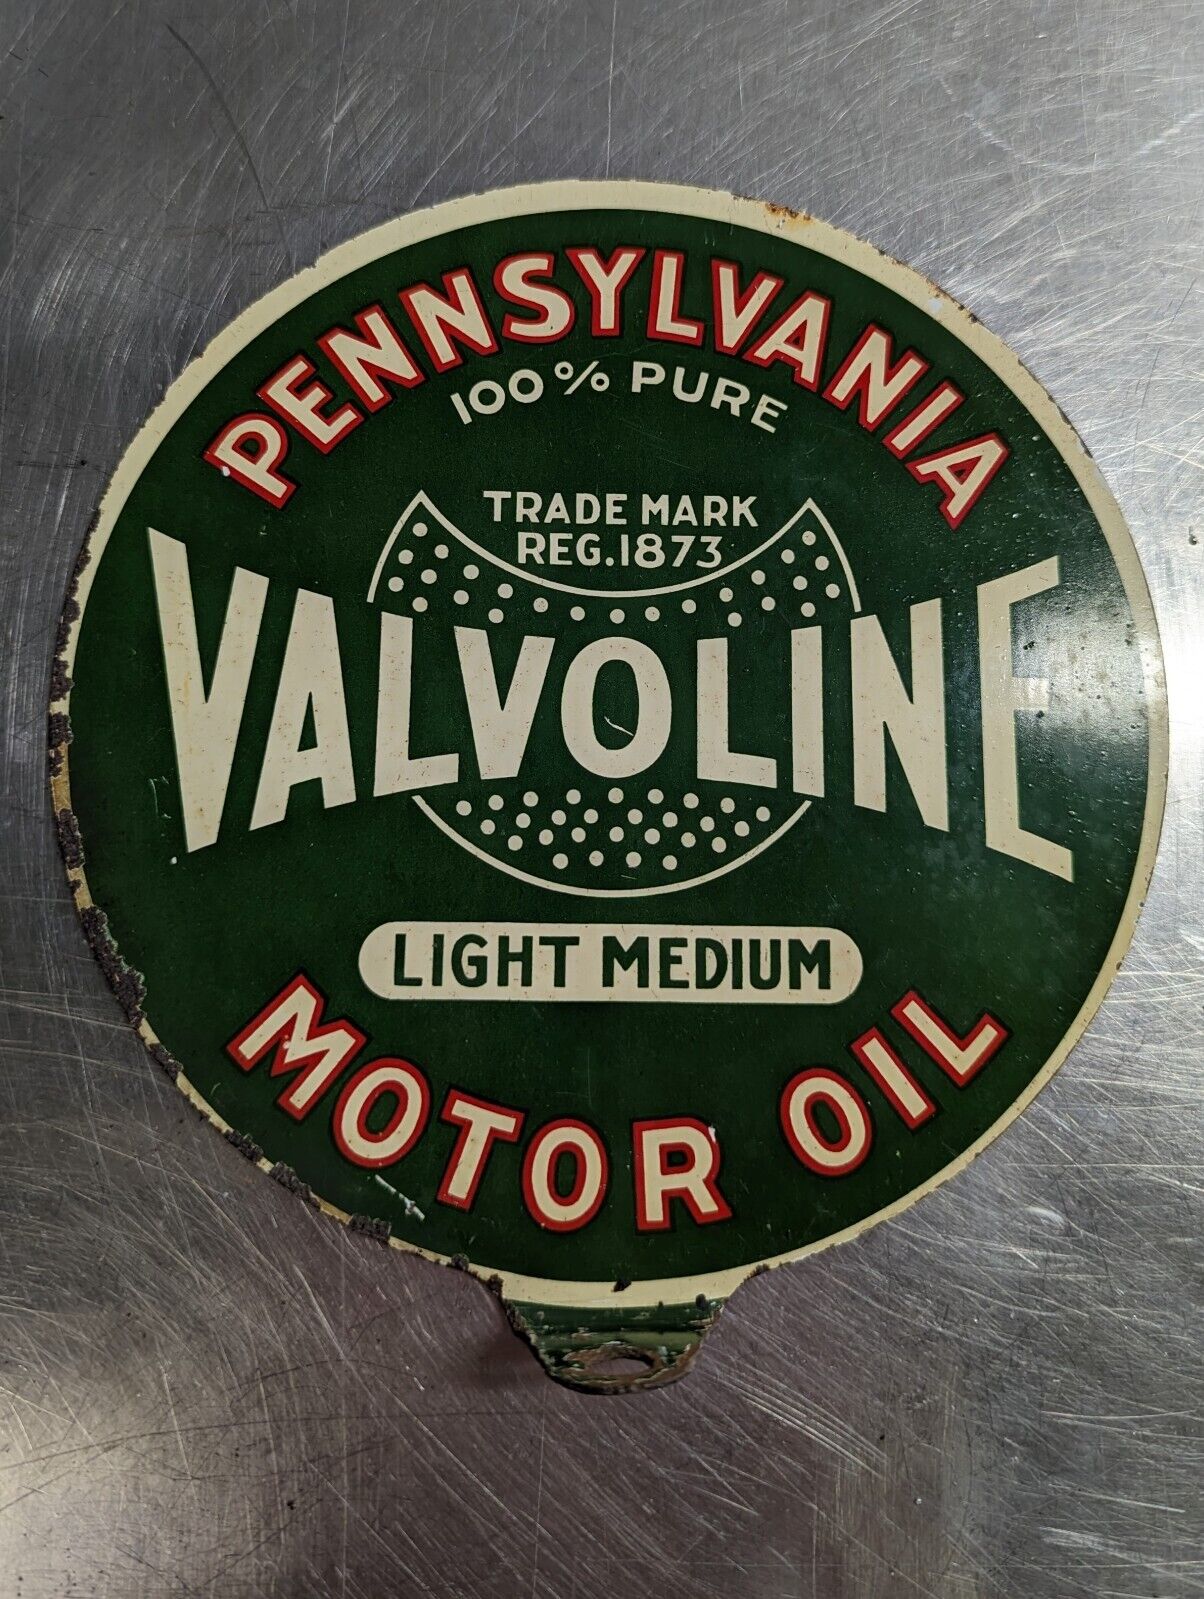 PENNSYLVANIA
100% PURE
TRADE MARK
REG.1873
VALVOLINE
LIGHT MEDIUM
MOTOR OIL